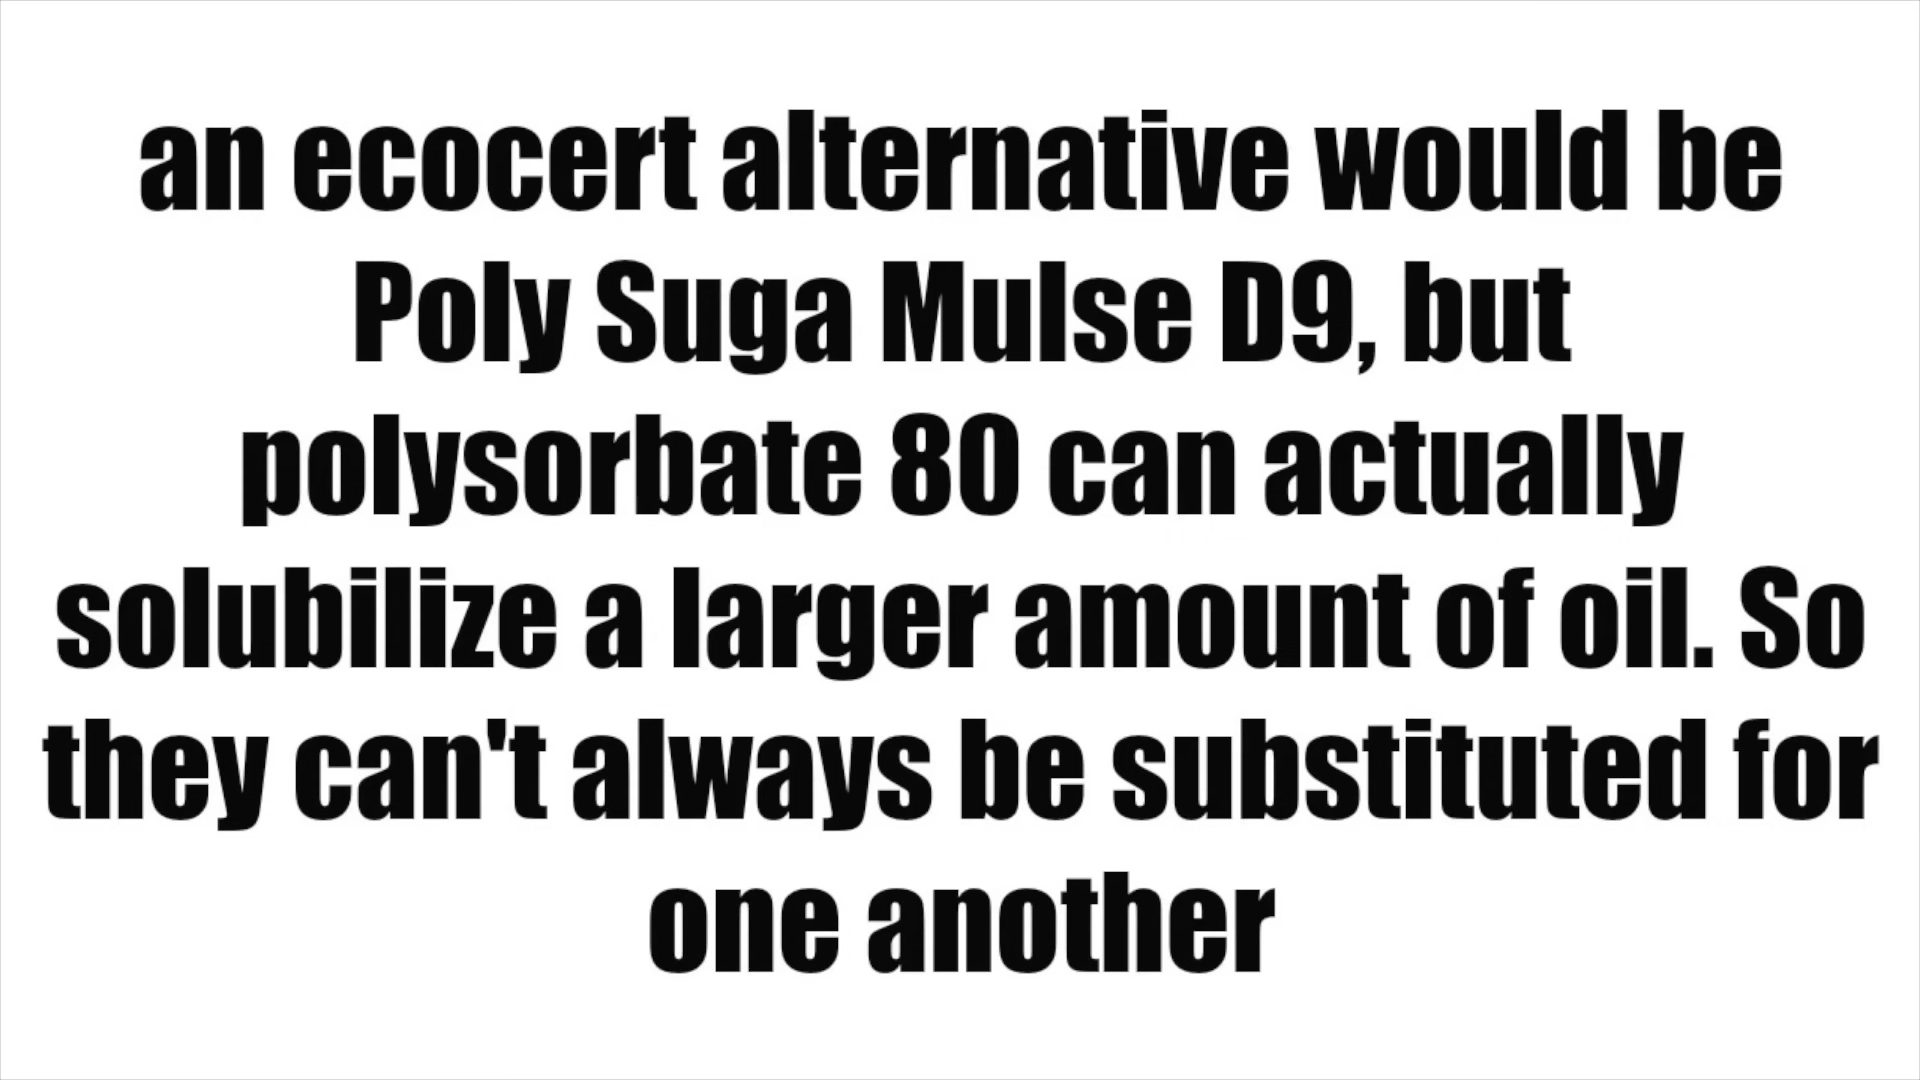 an ecocert alternative would be
Poly Suga Mulse D9, but
polysorbate 80 can actually
solubilize a larger amount of oil. So
they can't always be substituted for
one another